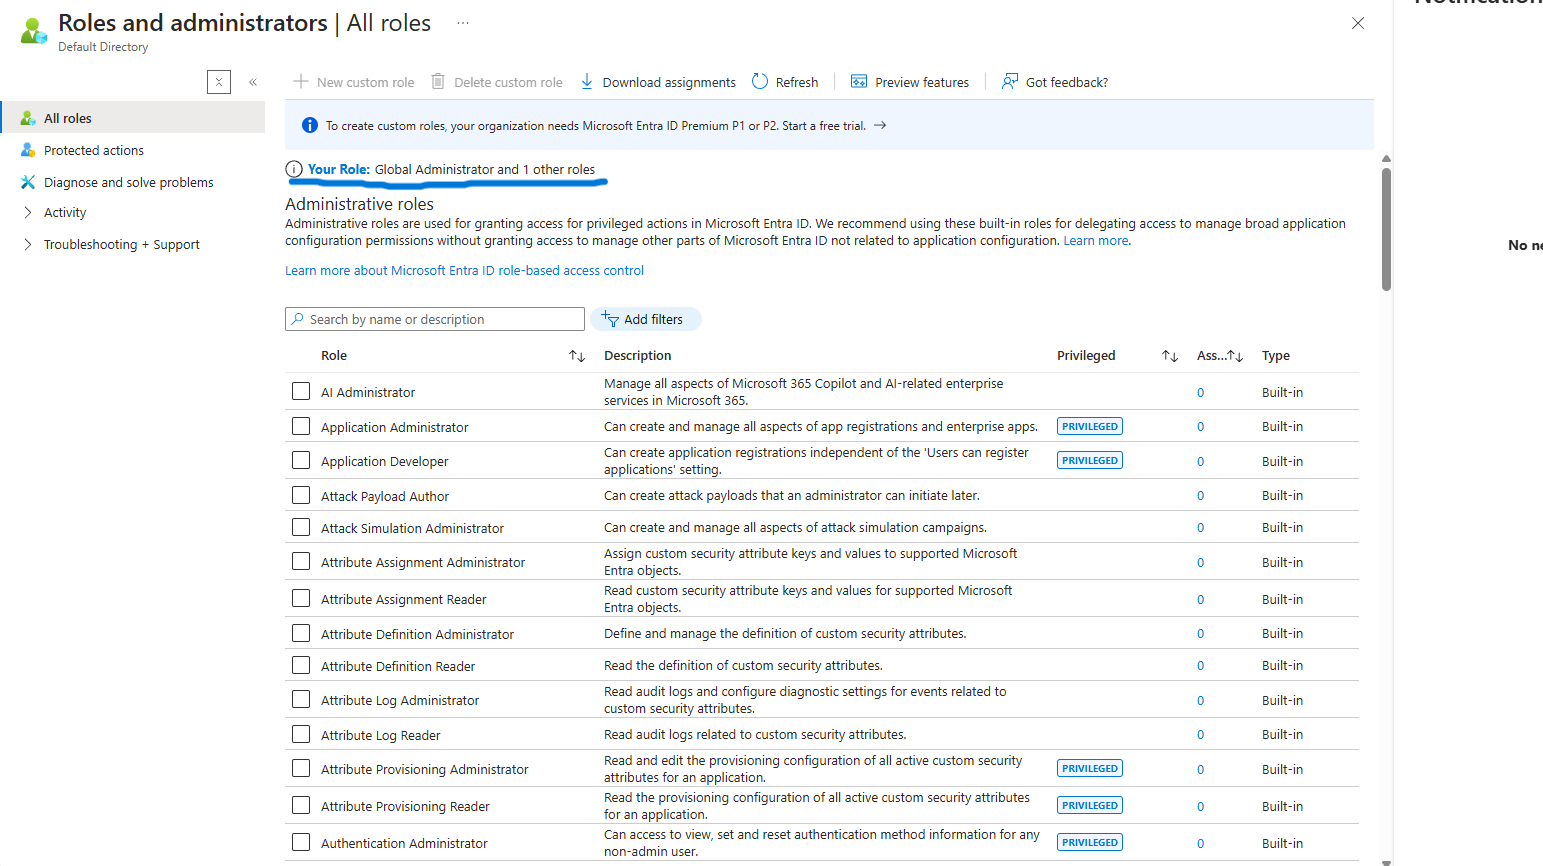 Roles and administrators | All roles ...
Default Directory
All roles
Protected actions
Diagnose and solve problems
Activity
Troubleshooting + Support
New custom role Delete custom role Download assignments Refresh Preview features Got feedback?
To create custom roles, your organization needs Microsoft Entra ID Premium P1 or P2. Start a free trial. →
Your Role: Global Administrator and 1 other roles
Administrative roles
Administrative roles are used for granting access for privileged actions in Microsoft Entra ID. We recommend using these built-in roles for delegating access to manage broad application
configuration permissions without granting access to manage other parts of Microsoft Entra ID not related to application configuration. Learn more.
Learn more about Microsoft Entra ID role-based access control
Search by name or description Add filters
Role Description Privileged Ass... Type
AI Administrator Manage all aspects of Microsoft 365 Copilot and AI-related enterprise
services in Microsoft 365. 0 Built-in
Application Administrator Can create and manage all aspects of app registrations and enterprise apps. PRIVILEGED 0 Built-in
Application Developer Can create application registrations independent of the 'Users can register
applications' setting. PRIVILEGED 0 Built-in
Attack Payload Author Can create attack payloads that an administrator can initiate later. 0 Built-in
Attack Simulation Administrator Can create and manage all aspects of attack simulation campaigns. 0 Built-in
Attribute Assignment Administrator Assign custom security attribute keys and values to supported Microsoft
Entra objects. 0 Built-in
Attribute Assignment Reader Read custom security attribute keys and values for supported Microsoft
Entra objects. 0 Built-in
Attribute Definition Administrator Define and manage the definition of custom security attributes. 0 Built-in
Attribute Definition Reader Read the definition of custom security attributes. 0 Built-in
Attribute Log Administrator Read audit logs and configure diagnostic settings for events related to
custom security attributes. 0 Built-in
Attribute Log Reader Read audit logs related to custom security attributes. 0 Built-in
Attribute Provisioning Administrator Read and edit the provisioning configuration of all active custom security
attributes for an application. PRIVILEGED 0 Built-in
Attribute Provisioning Reader Read the provisioning configuration of all active custom security attributes
for an application. PRIVILEGED 0 Built-in
Authentication Administrator Can access to view, set and reset authentication method information for any
non-admin user. PRIVILEGED 0 Built-in
No